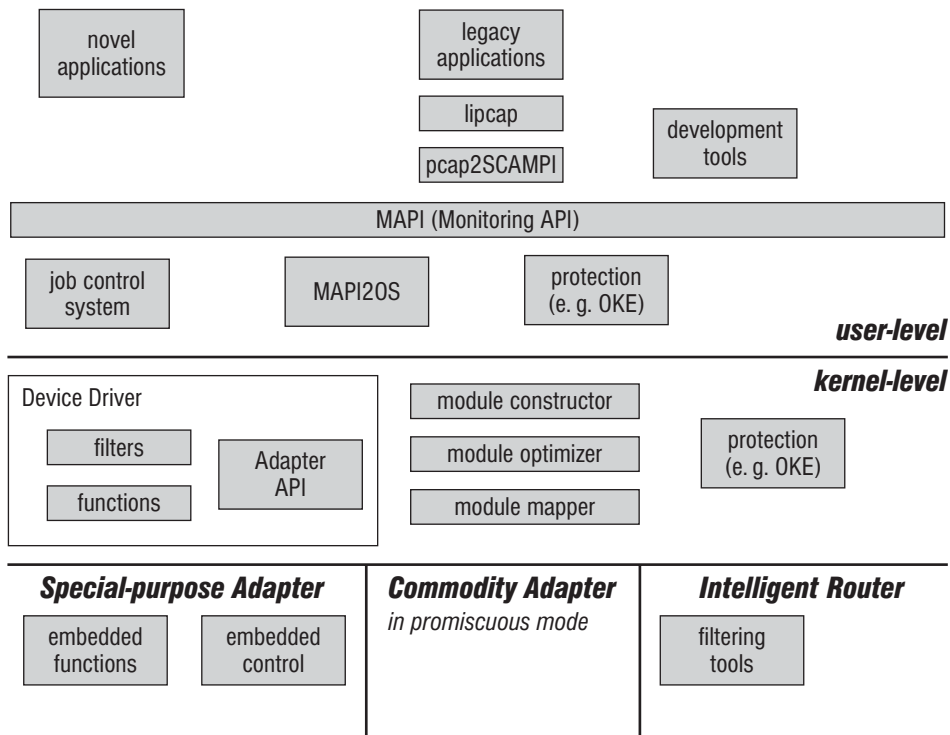 novel
applications
legacy
applications
lipcap
pcap2SCAMPI
development
tools
MAPI (Monitoring API)
job control
system
MAPI2OS
protection
(e. g. OKE)
user-level
kernel-level
Device Driver
filters
functions
Adapter
API
module constructor
module optimizer
module mapper
protection
(e. g. OKE)
Special-purpose Adapter
embedded
functions
embedded
control
Commodity Adapter
in promiscuous mode
Intelligent Router
filtering
tools